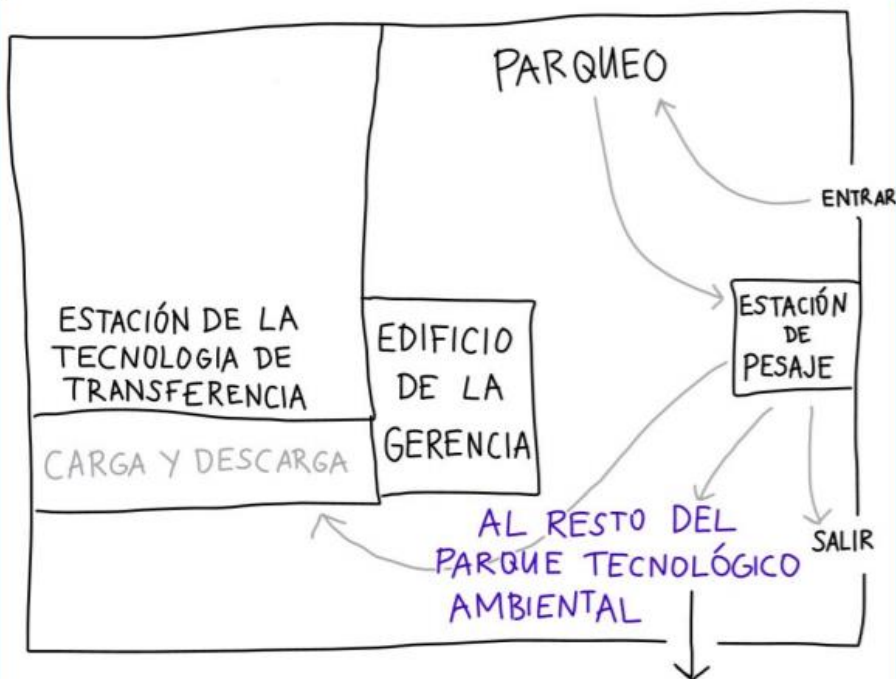 PARQUEO
ENTRAR
ESTACIÓN
DE
PESAJE
ESTACIÓN DE LA
TECNOLOGIA DE
TRANSFERENCIA
EDIFICIO
DE LA
GERENCIA
CARGA Y DESCARGA
AL RESTO DEL
PARQUE TECNOLÓGICO
AMBIENTAL
SALIR